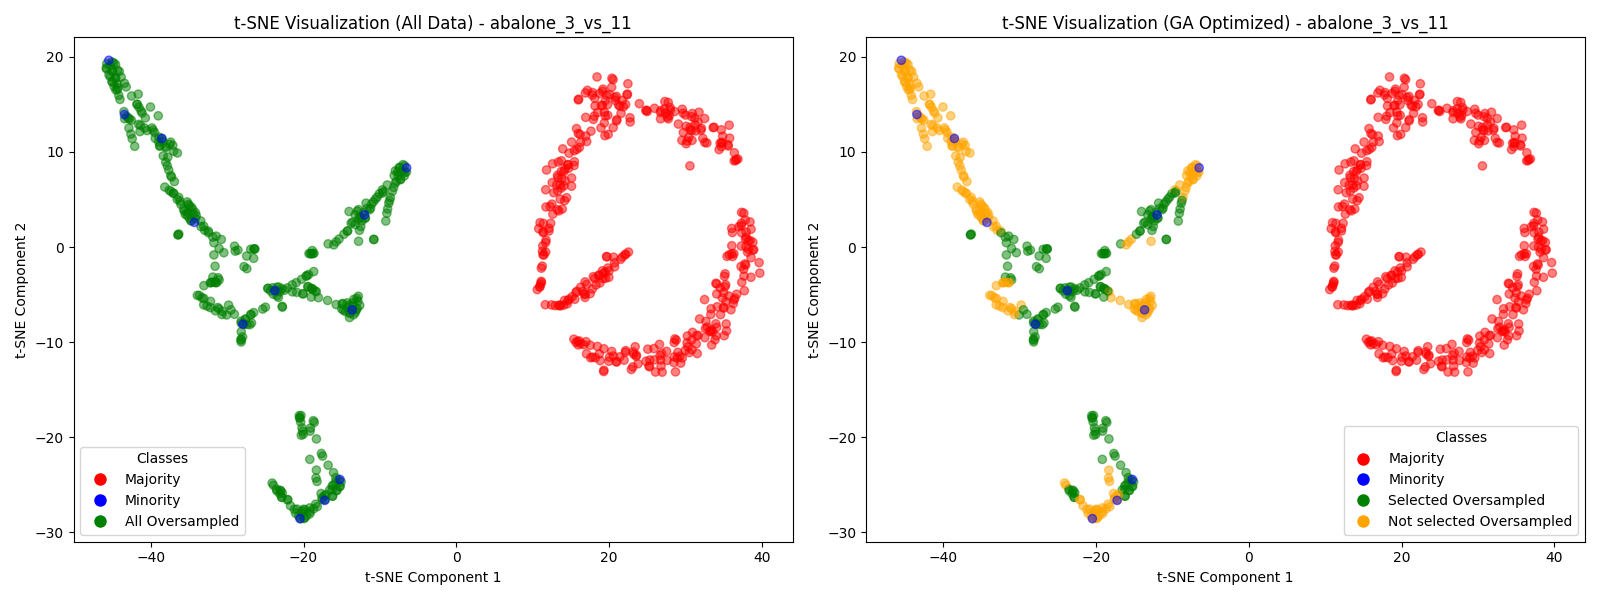 t-SNE Visualization (All Data) - abalone_3_vs_11
20
10
0
−10
−20
−30
t-SNE Component 2
−40
−20
0
20
40
t-SNE Component 1
Classes
Majority
Minority
All Oversampled
t-SNE Visualization (GA Optimized) - abalone_3_vs_11
20
10
0
−10
−20
−30
t-SNE Component 2
−40
−20
0
20
40
t-SNE Component 1
Classes
Majority
Minority
Selected Oversampled
Not selected Oversampled